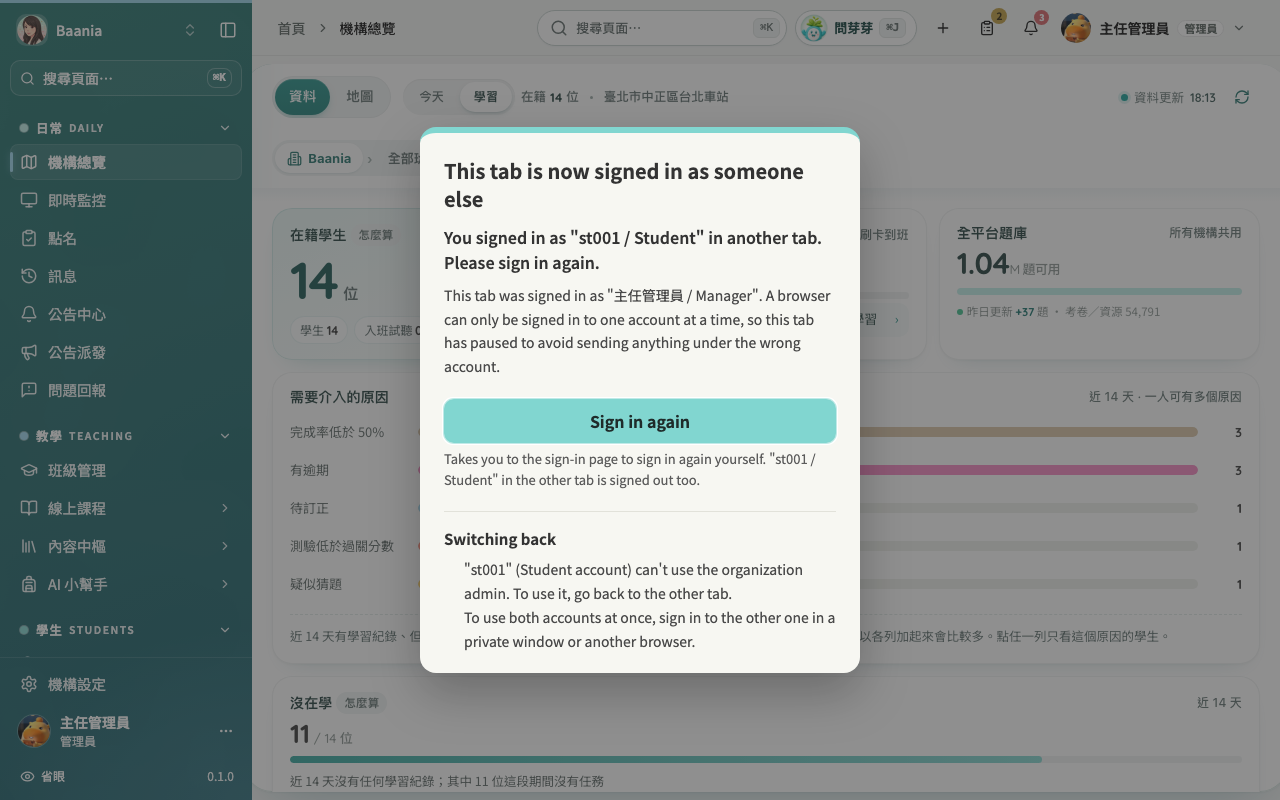 Baania
搜尋頁面…
⌘K
日常 DAILY
機構總覽
即時監控
點名
訊息
公告中心
公告派發
問題回報
教學 TEACHING
班級管理
線上課程
內容中樞
AI 小幫手
學生 STUDENTS
機構設定
主任管理員
管理員
省眼
0.1.0
首頁
機構總覽
搜尋頁面…
⌘K
問芽芽
⌘J
2
3
主任管理員
管理員
資料
地圖
今天
學習
在籍 14 位 • 臺北市中正區台北車站
資料更新 18:13
Baania
全部班
在籍學生
怎麼算
14 位
學生 14
入班試聽
刷卡到班
學習
全平台題庫
所有機構共用
1.04M 題可用
昨日更新 +37 題 ・ 考卷／資源 54,791
This tab is now signed in as someone
else
You signed in as "st001 / Student" in another tab.
Please sign in again.
This tab was signed in as "主任管理員 / Manager". A browser
can only be signed in to one account at a time, so this tab
has paused to avoid sending anything under the wrong
account.
Sign in again
Takes you to the sign-in page to sign in again yourself. "st001 /
Student" in the other tab is signed out too.
Switching back
"st001" (Student account) can't use the organization
admin. To use it, go back to the other tab.
To use both accounts at once, sign in to the other one in a
private window or another browser.
需要介入的原因
近 14 天 · 一人可有多個原因
完成率低於 50%
3
有逾期
3
待訂正
1
測驗低於過關分數
1
疑似猜題
1
近 14 天有學習紀錄、但
以各列加起來會比較多。點任一列只看這個原因的學生。
沒在學
怎麼算
近 14 天
11 / 14 位
近 14 天沒有任何學習紀錄；其中 11 位這段期間沒有任務